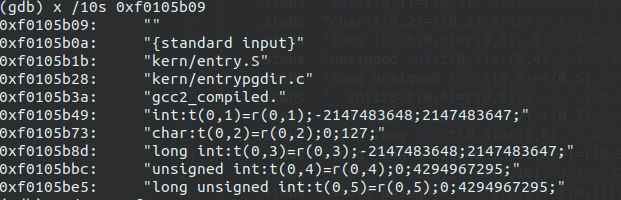 (gdb) x /10s 0xf0105b09
0xf0105b09: ""
0xf0105b0a: "{standard input}"
0xf0105b1b: "kern/entry.S"
0xf0105b28: "kern/entrypgdir.c"
0xf0105b3a: "gcc2_compiled."
0xf0105b49: "int:t(0,1)=r(0,1);-2147483648;2147483647;"
0xf0105b73: "char:t(0,2)=r(0,2);0;127;"
0xf0105b8d: "long int:t(0,3)=r(0,3);-2147483648;2147483647;"
0xf0105bbc: "unsigned int:t(0,4)=r(0,4);0;4294967295;"
0xf0105be5: "long unsigned int:t(0,5)=r(0,5);0;4294967295;"